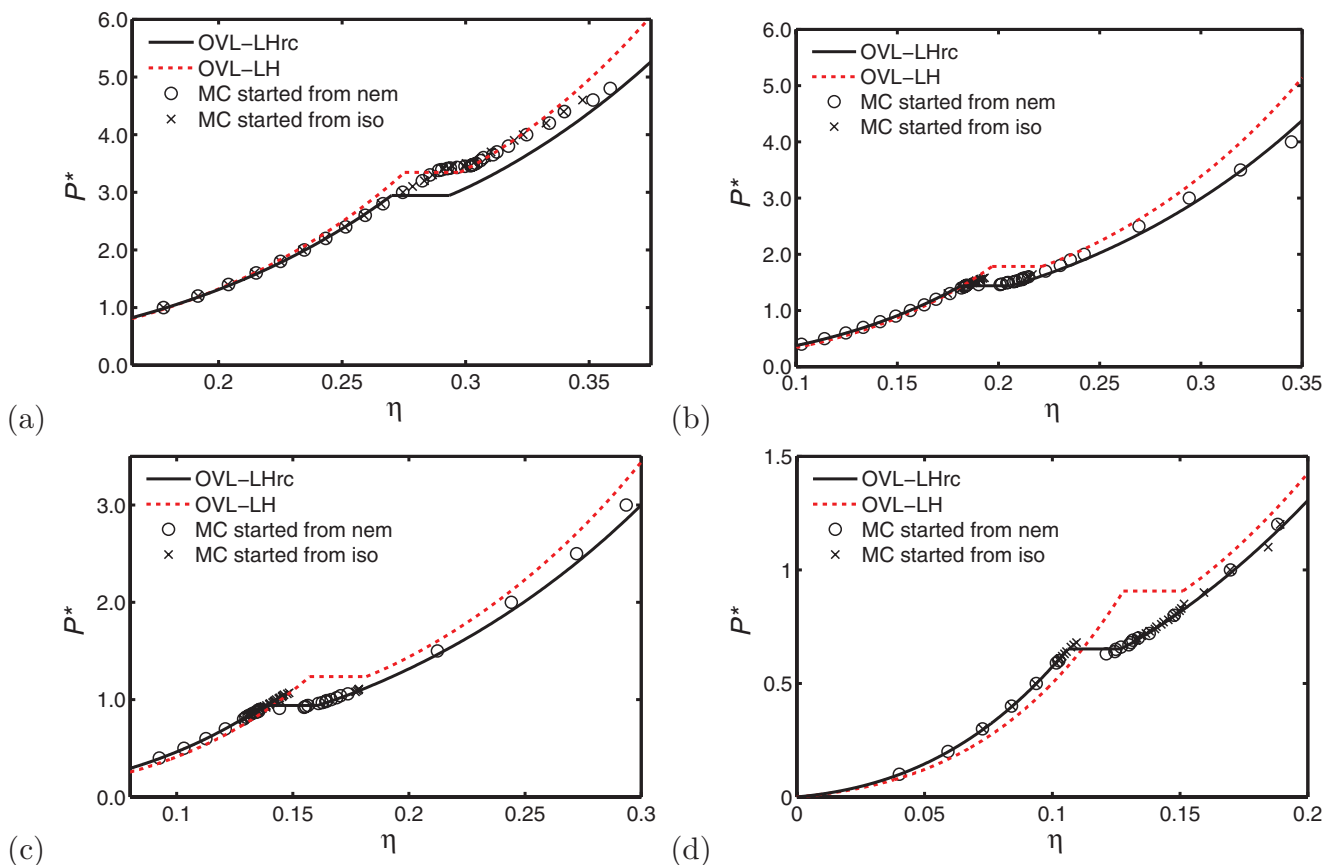 6.0
5.0
4.0
3.0
2.0
1.0
0.0
P*
OVL−LHrc
OVL−LH
MC started from nem
MC started from iso
0.2
0.25
0.3
0.35
η
(a)
6.0
5.0
4.0
3.0
2.0
1.0
0.0
P*
OVL−LHrc
OVL−LH
MC started from nem
MC started from iso
0.1
0.15
0.2
0.25
0.3
0.35
η
(b)
3.0
2.0
1.0
0.0
P*
OVL−LHrc
OVL−LH
MC started from nem
MC started from iso
0.1
0.15
0.2
0.25
0.3
η
(c)
1.5
1
0.5
0
P*
OVL−LHrc
OVL−LH
MC started from nem
MC started from iso
0
0.05
0.1
0.15
0.2
η
(d)